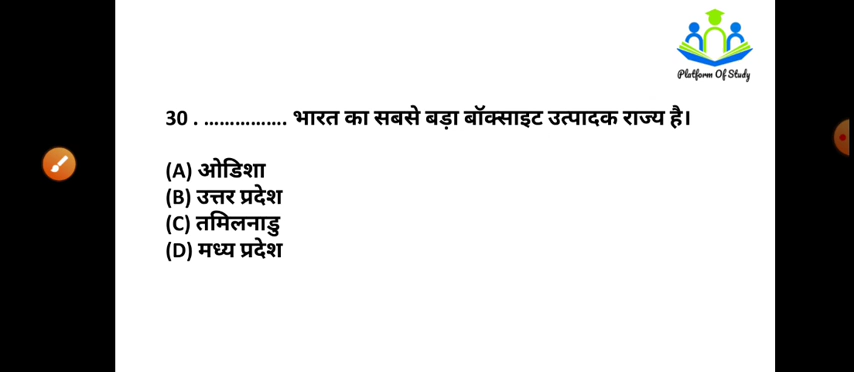 Platform Of Study
30 . ................ भारत का सबसे बड़ा बॉक्साइट उत्पादक राज्य है।
(A) ओडिशा
(B) उत्तर प्रदेश
(C) तमिलनाडु
(D) मध्य प्रदेश